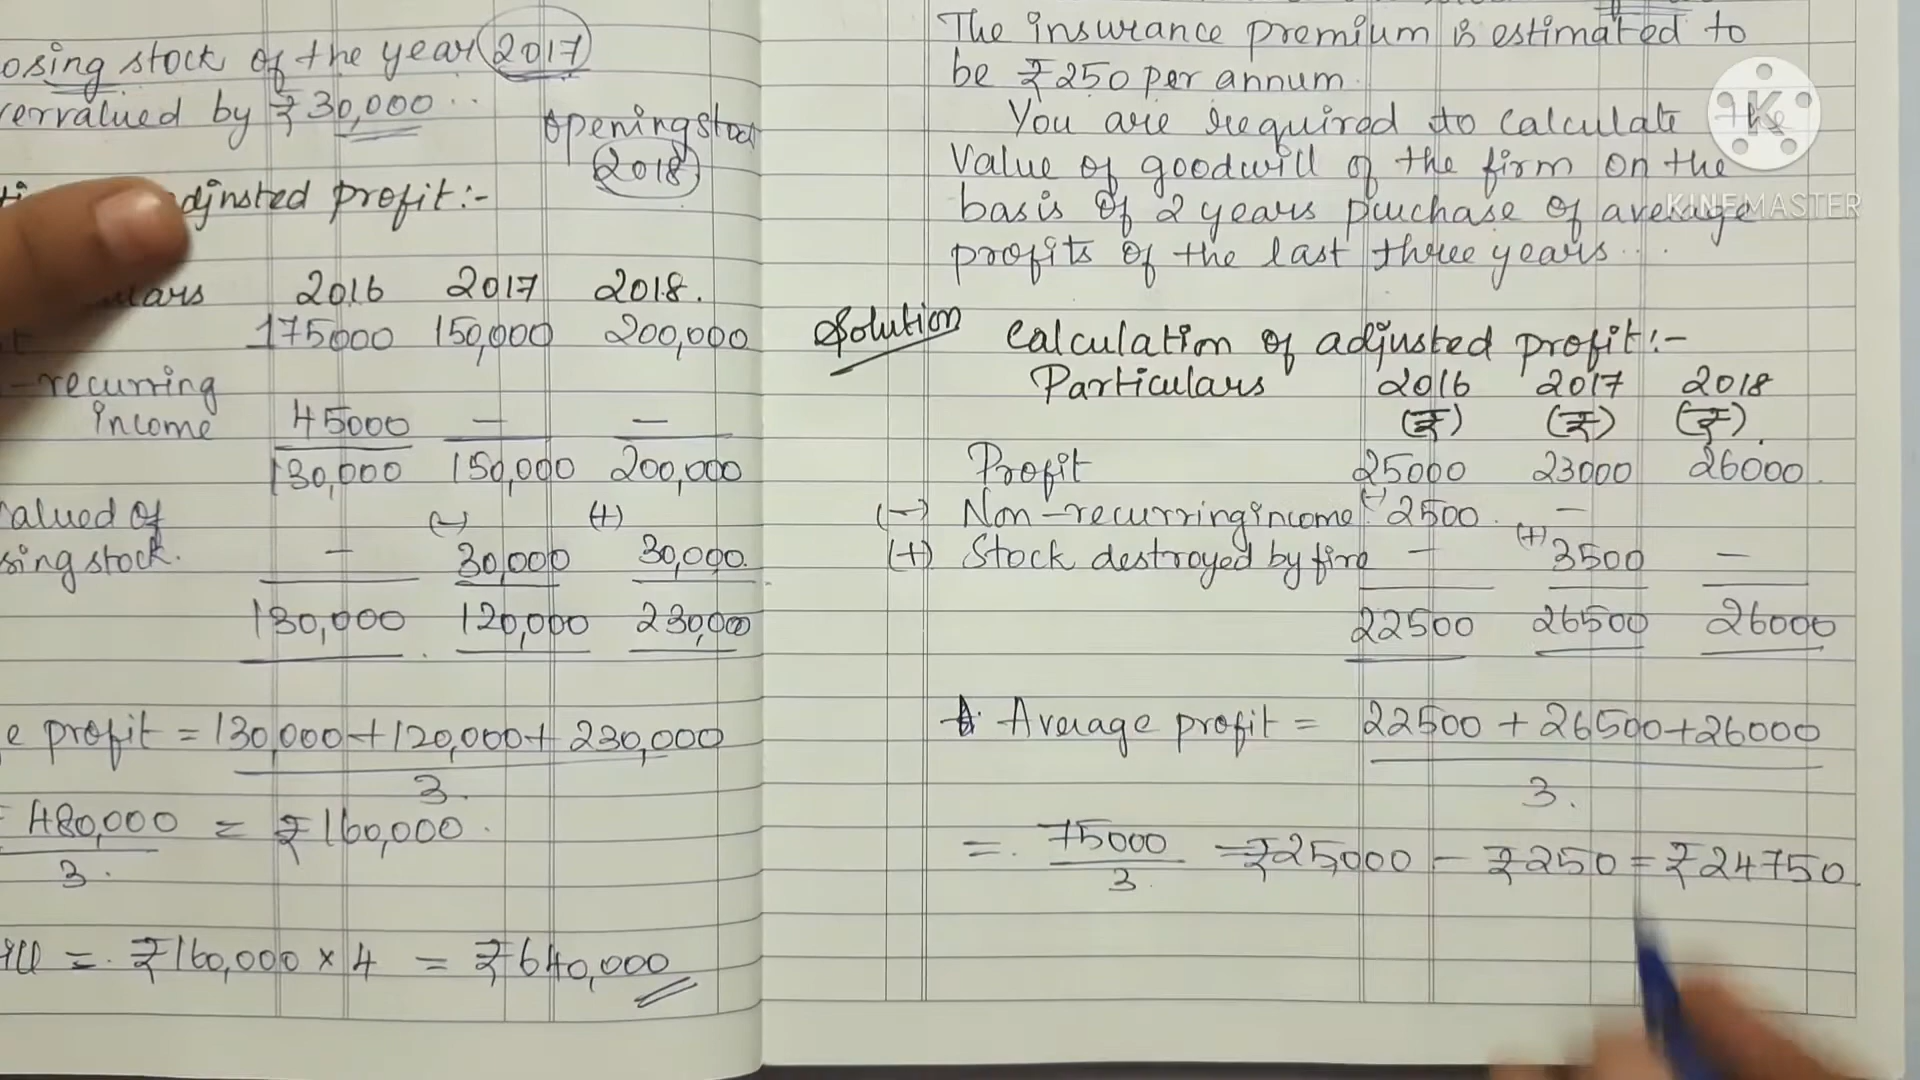 osing stock of the year 2017
ervalued by ₹30,000..
opening stock
2018
adjusted profit:-
2016 2017 2018.
175000 150,000 200,000
-recurring
income 45000 — —
130,000 150,000 200,000
alued of (-) (+)
sing stock. — 30,000 30,000.
130,000 120,000 230,000
e profit = 130,000+120,000+230,000
3.
= 480,000 = ₹160,000.
3.
= ₹160,000 × 4 = ₹640,000
The insurance premium is estimated to
be ₹250 per annum.
You are required to calculate the
value of goodwill of the firm on the
basis of 2 years purchase of average
profits of the last three years...
KINEMASTER
Solution
Calculation of adjusted profit:-
Particulars 2016 2017 2018
(₹) (₹) (₹).
Profit 25000 23000 26000.
(-) Non-recurring income (-) 2500. —
(+) Stock destroyed by fire — (+) 3500 —
22500 26500 26000
Average profit = 22500 + 26500+26000
3.
=. 75000 = ₹25,000 - ₹250 = ₹24750.
3.